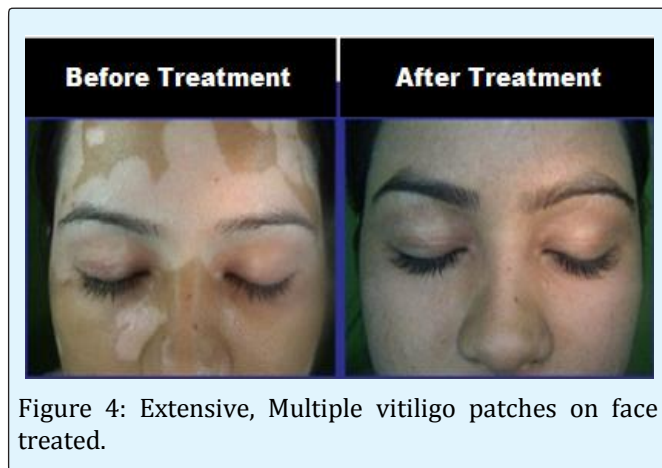 Before Treatment
After Treatment
Figure 4: Extensive, Multiple vitiligo patches on face
treated.